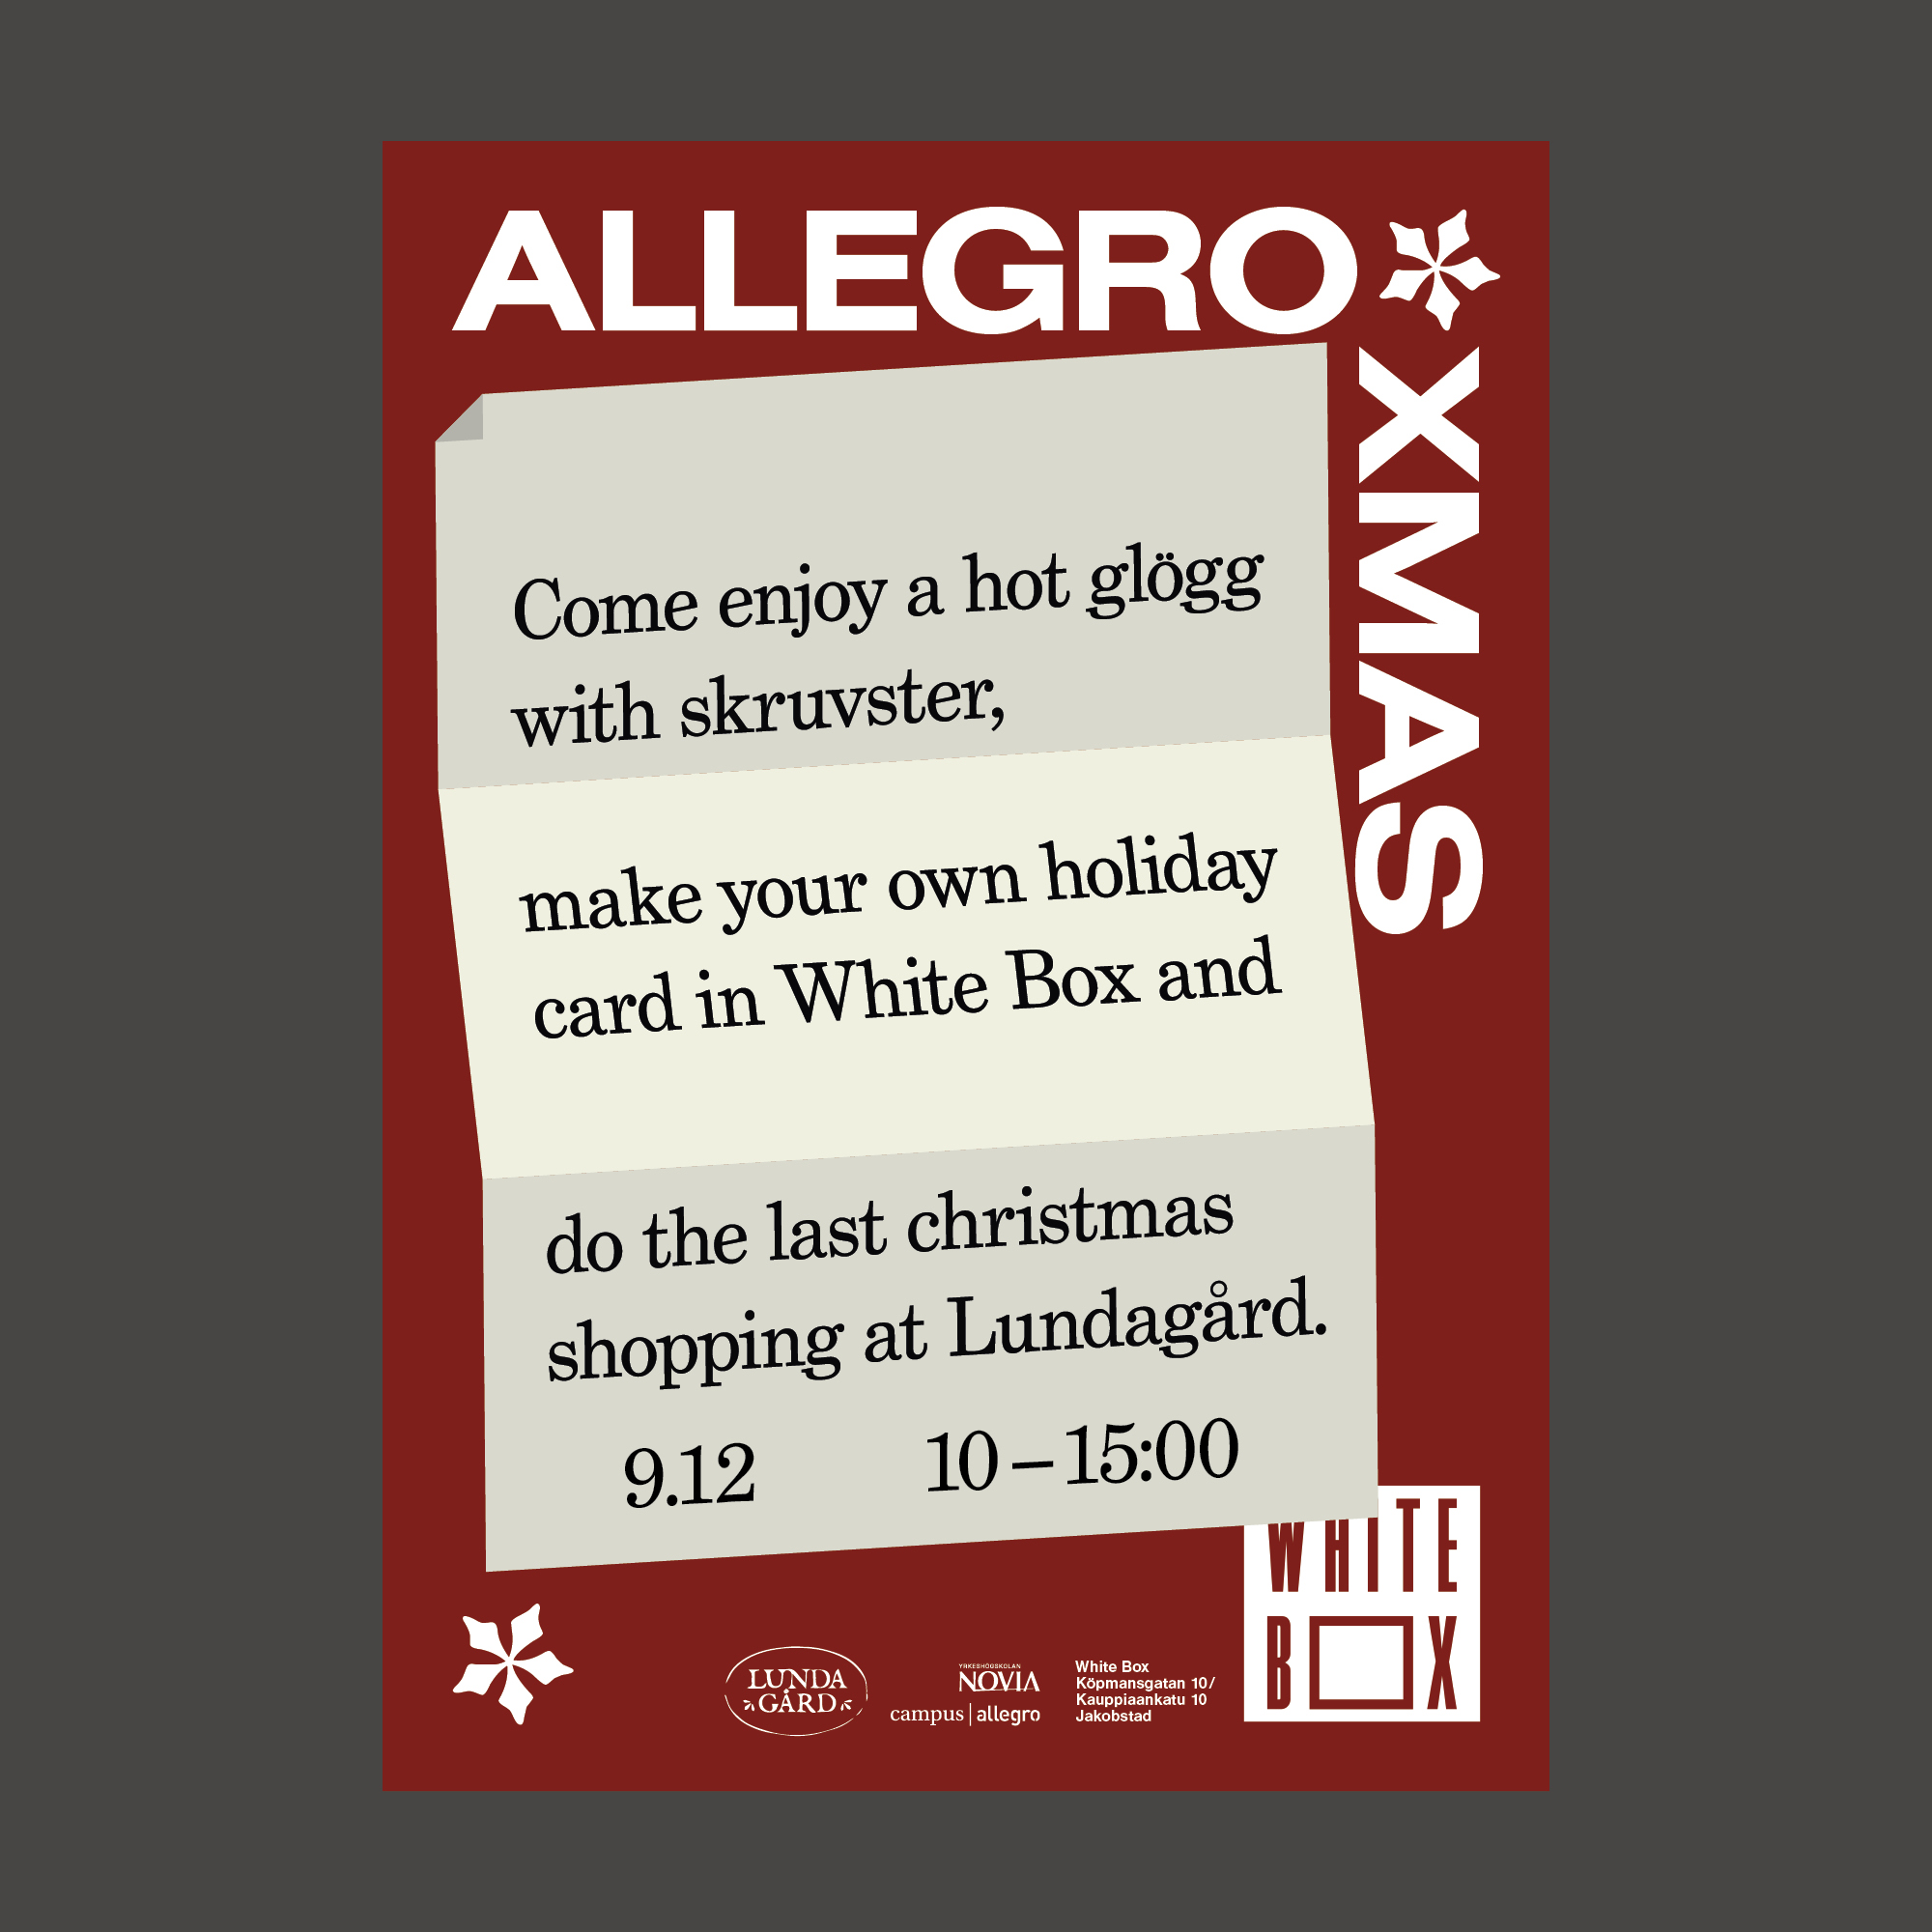 ALLEGRO
XMAS
Come enjoy a hot glögg
with skruvster,
make your own holiday
card in White Box and
do the last christmas
shopping at Lundagård.
9.12 10–15:00
WHITE
BOX
LUNDA
GÅRD
YRKESHÖGSKOLAN
NOVIA
campus | allegro
White Box
Köpmansgatan 10/
Kauppiaankatu 10
Jakobstad